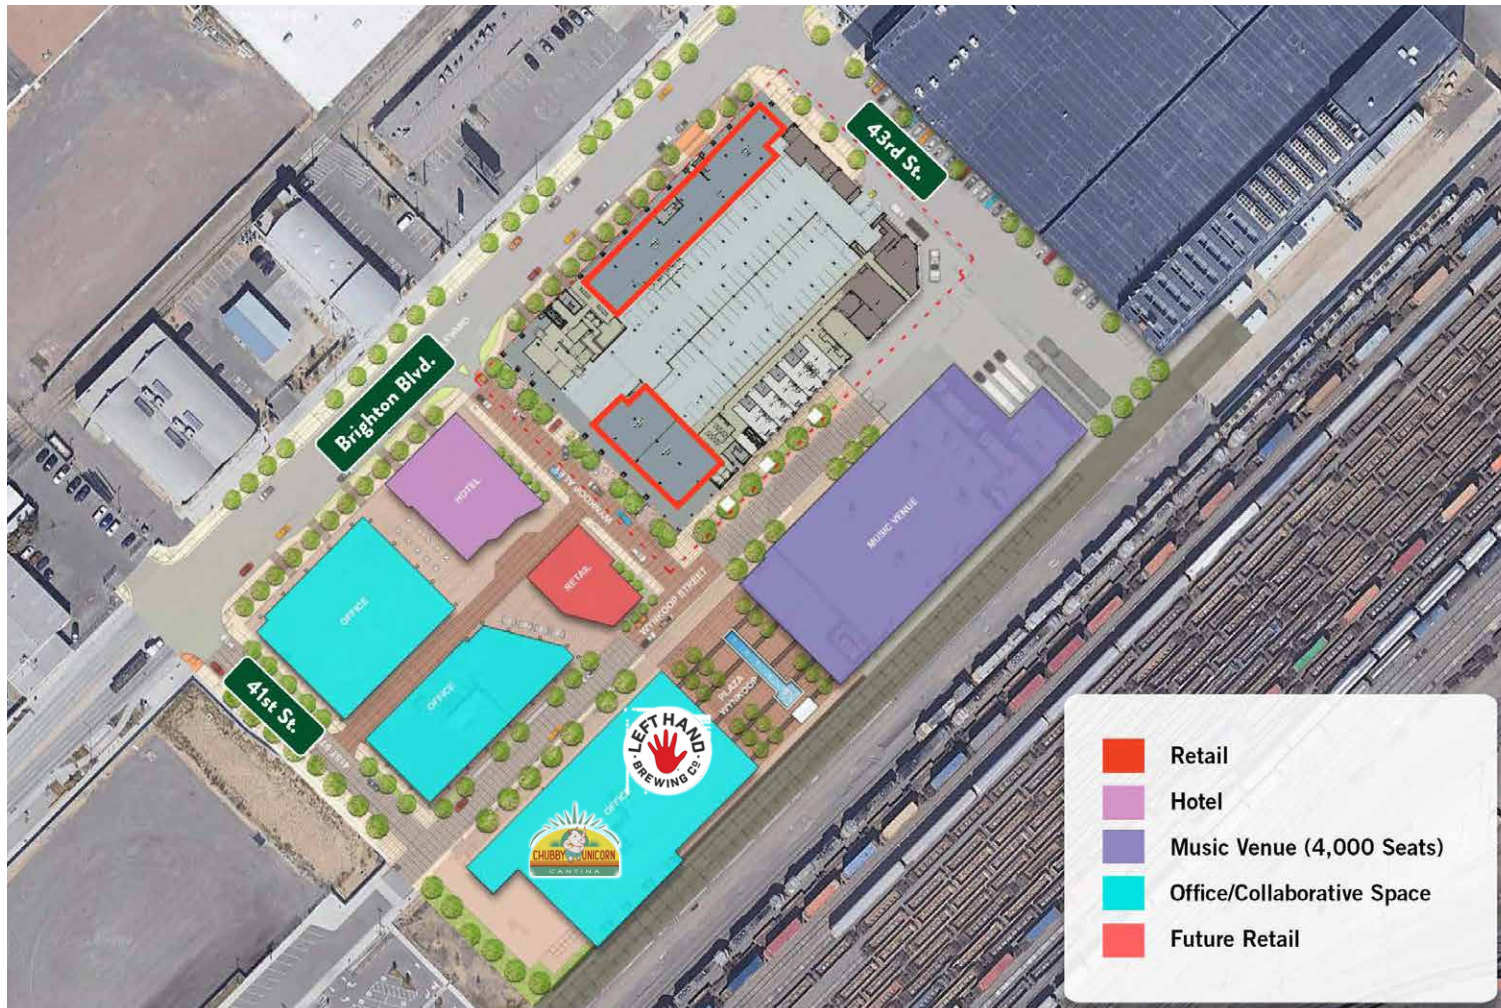 43rd St.
Brighton Blvd.
HOTEL
MUSIC VENUE
RETAIL
OFFICE
WYNKOOP STREET
41st St.
OFFICE
PLAZA
WYNKOOP
LEFT HAND
BREWING CO
OFFICE
CHUBBY UNICORN
CANTINA
Retail
Hotel
Music Venue (4,000 Seats)
Office/Collaborative Space
Future Retail